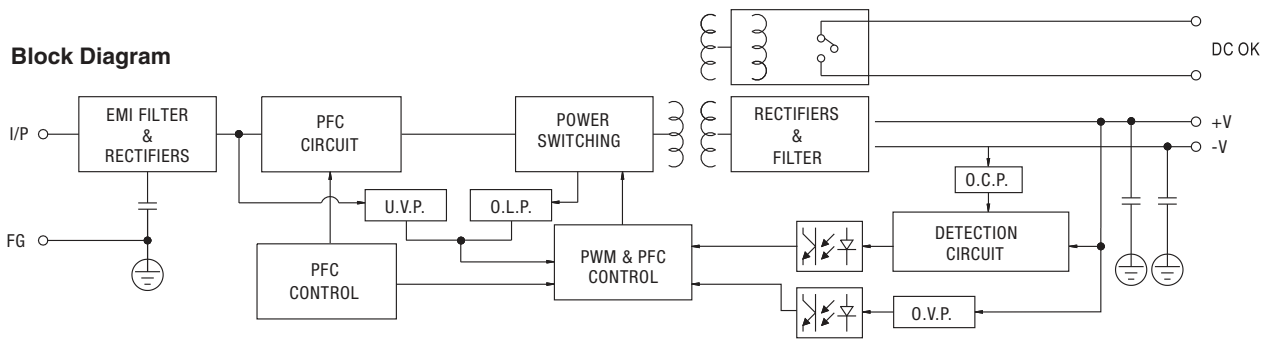 Block Diagram
DC OK
I/P
EMI FILTER
&
RECTIFIERS
PFC
CIRCUIT
POWER
SWITCHING
RECTIFIERS
&
FILTER
+V
-V
O.C.P.
U.V.P.
O.L.P.
FG
PFC
CONTROL
PWM & PFC
CONTROL
DETECTION
CIRCUIT
O.V.P.